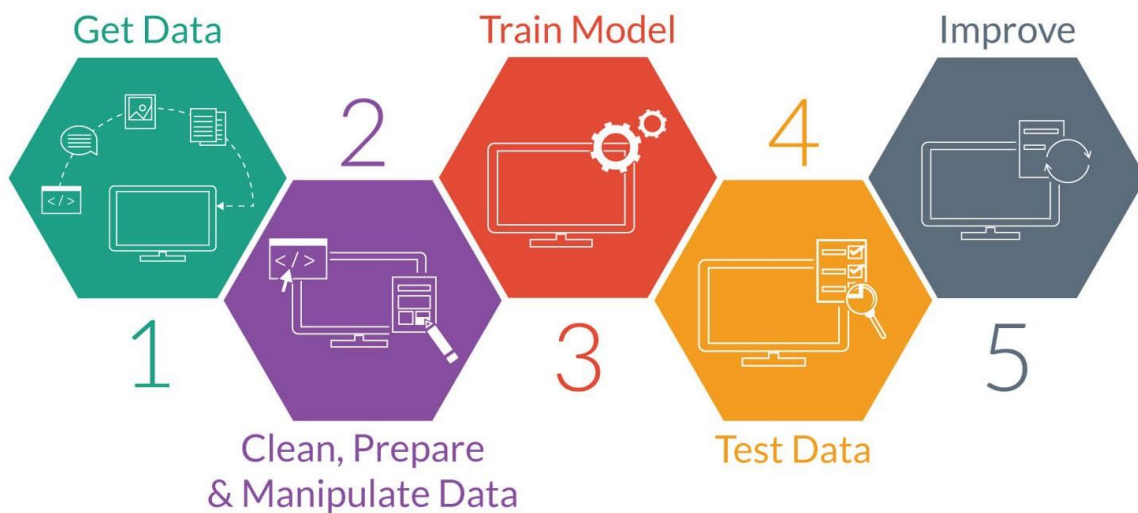 Get Data
1
2
Clean, Prepare
& Manipulate Data
Train Model
3
4
Test Data
Improve
5
</>
</>